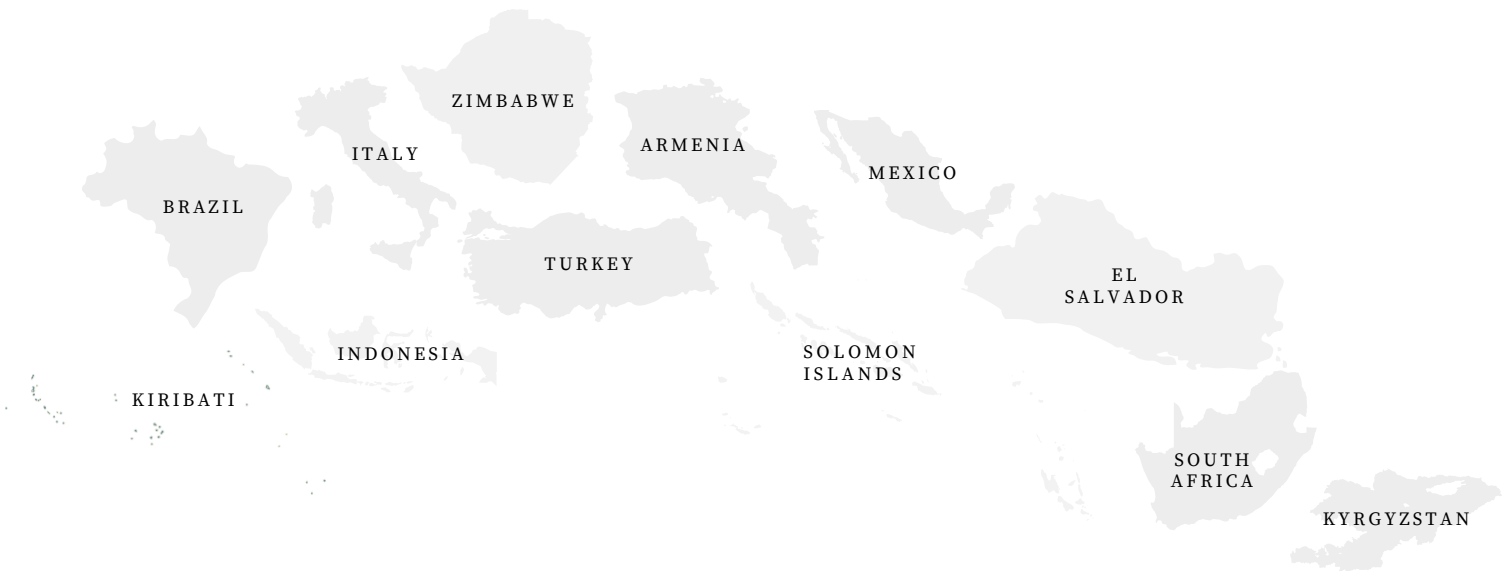 ZIMBABWE
ARMENIA
ITALY
MEXICO
BRAZIL
TURKEY
EL
SALVADOR
INDONESIA
SOLOMON
ISLANDS
KIRIBATI
SOUTH
AFRICA
KYRGYZSTAN